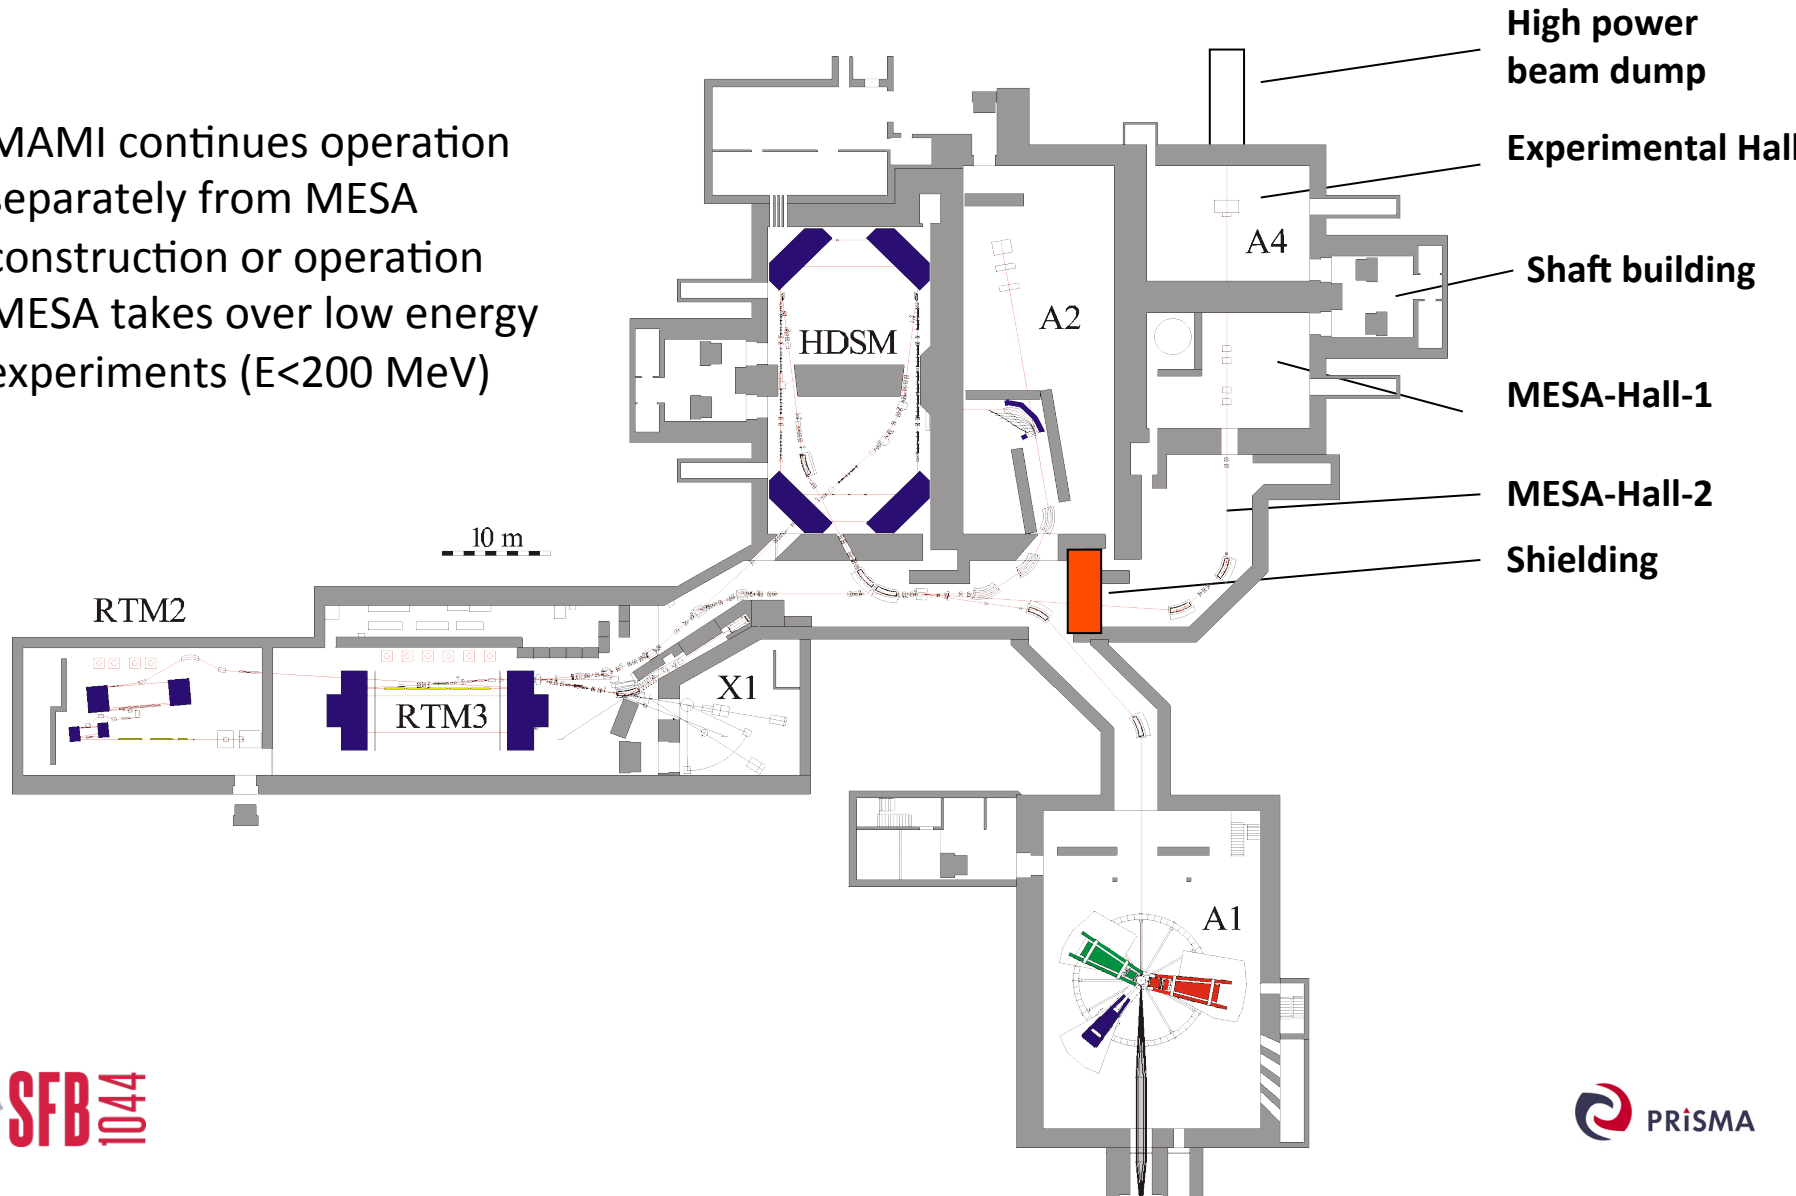 MAMI continues operation
separately from MESA
construction or operation
MESA takes over low energy
experiments (E<200 MeV)
High power
beam dump
Experimental Hall
A4
Shaft building
HDSM
A2
MESA-Hall-1
MESA-Hall-2
10 m
Shielding
RTM2
X1
RTM3
A1
SFB
1044
PRiSMA